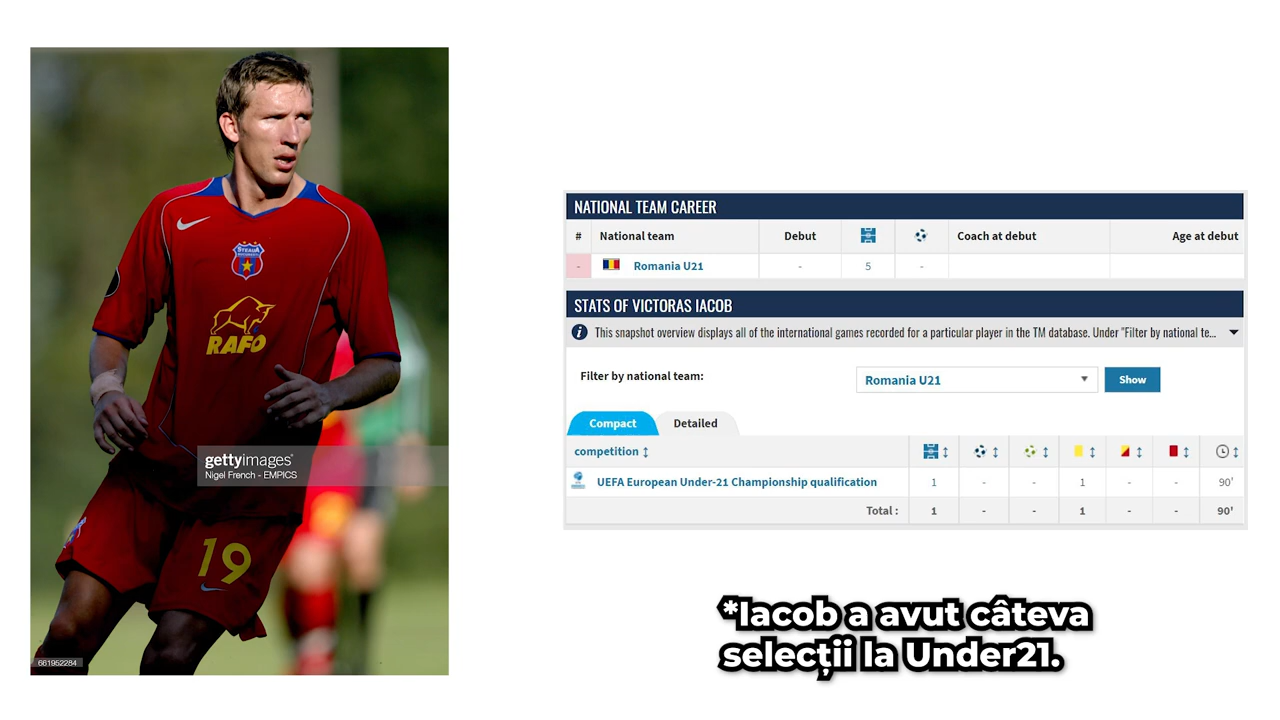 STEAUA
BUCUREȘTI
RAFO
gettyimages®
Nigel French - EMPICS
19
661952284
NATIONAL TEAM CAREER
# National team Debut Coach at debut Age at debut
- Romania U21 - 5 -
STATS OF VICTORAS IACOB
This snapshot overview displays all of the international games recorded for a particular player in the TM database. Under "Filter by national te...
Filter by national team: Romania U21 Show
Compact Detailed
competition
UEFA European Under-21 Championship qualification 1 - - 1 - - 90'
Total : 1 - - 1 - - 90'
*Iacob a avut câteva
selecții la Under21.